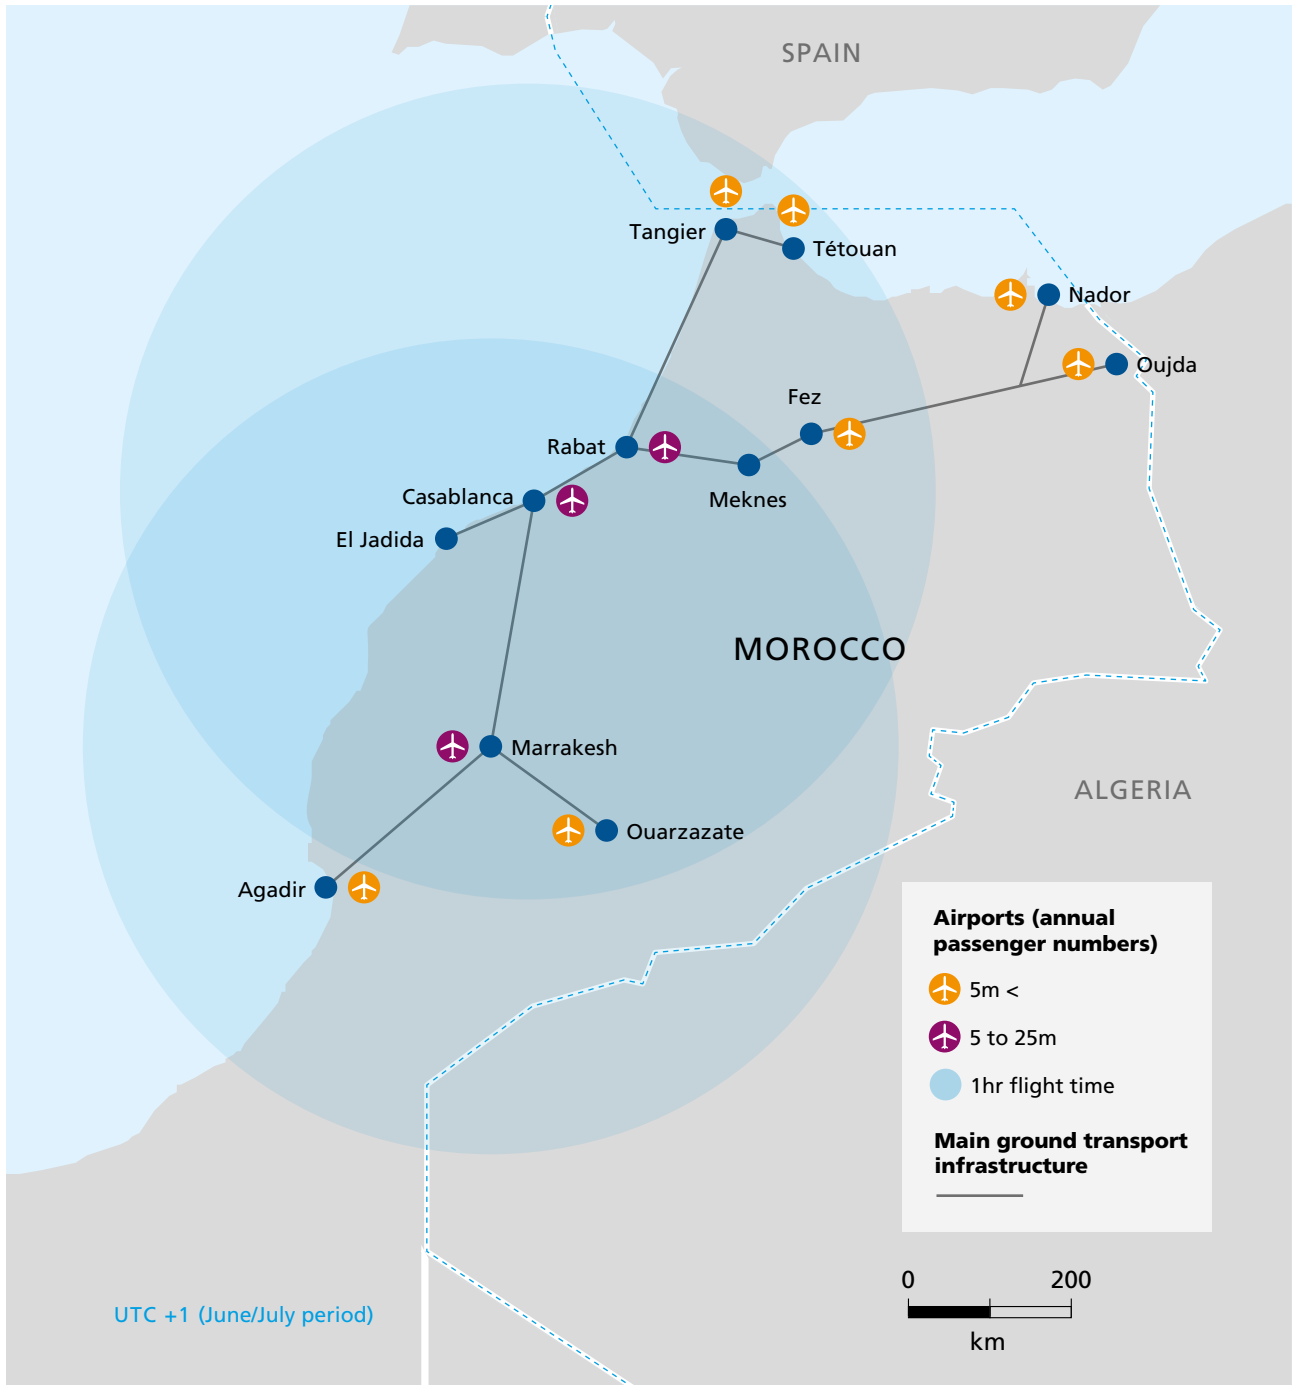 SPAIN
Tangier
Tétouan
Nador
Oujda
Fez
Rabat
Meknes
Casablanca
El Jadida
MOROCCO
Marrakesh
ALGERIA
Ouarzazate
Agadir
Airports (annual
passenger numbers)
5m <
5 to 25m
1hr flight time
Main ground transport
infrastructure
0 200
km
UTC +1 (June/July period)